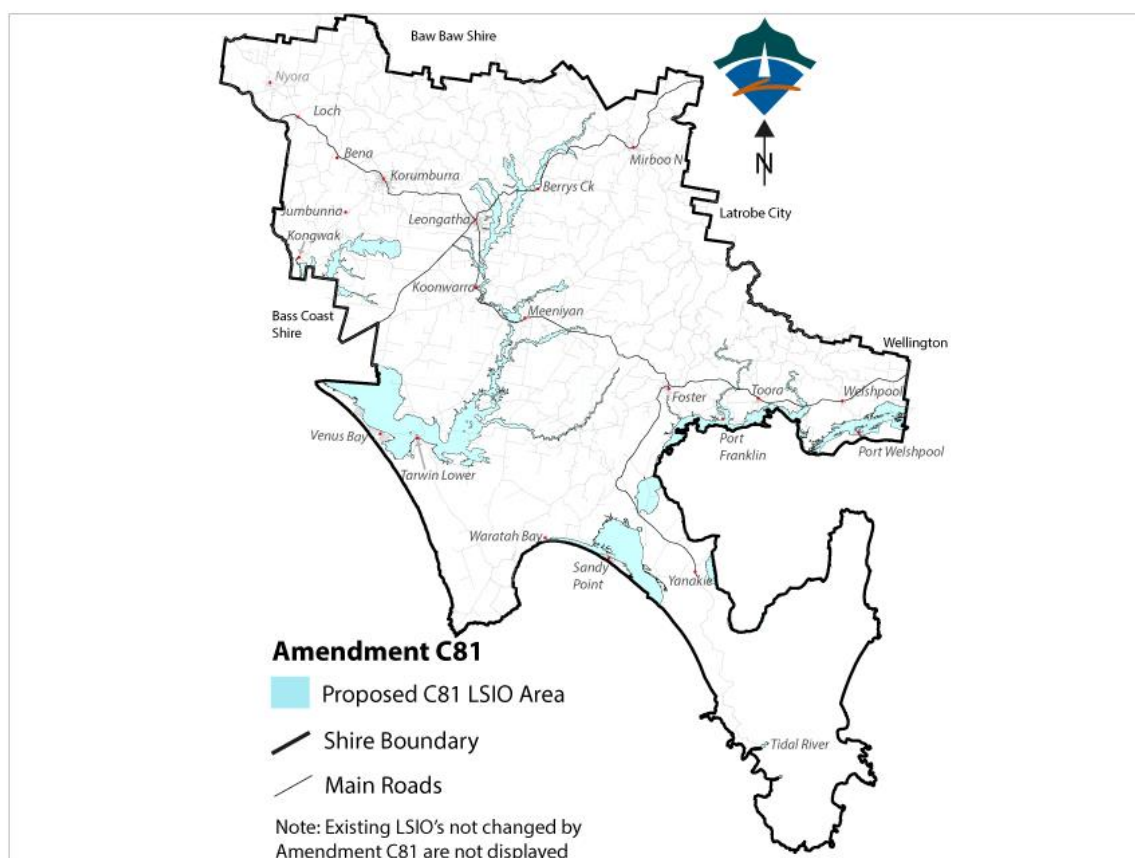 Baw Baw Shire
Nyora
Loch
Bena
Korumburra
Mirboo N
Berrys Ck
Jumbunna
Leongatha
Latrobe City
Kongwak
N
Koonwarra
Bass Coast
Shire
Meeniyan
Wellington
Foster
Toora
Welshpool
Venus Bay
Port
Franklin
Port Welshpool
Tarwin Lower
Waratah Bay
Sandy
Point
Yanakie
Tidal River
Amendment C81
Proposed C81 LSIO Area
Shire Boundary
Main Roads
Note: Existing LSIO's not changed by
Amendment C81 are not displayed